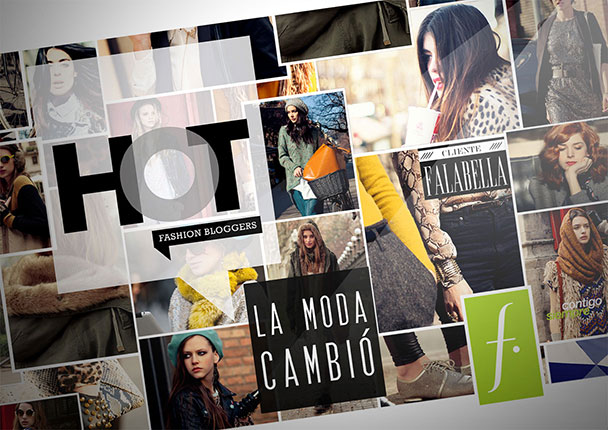 HOT
FASHION BLOGGERS
CLIENTE
FALABELLA
LA MODA
CAMBIÓ
f.
contigo
siempre